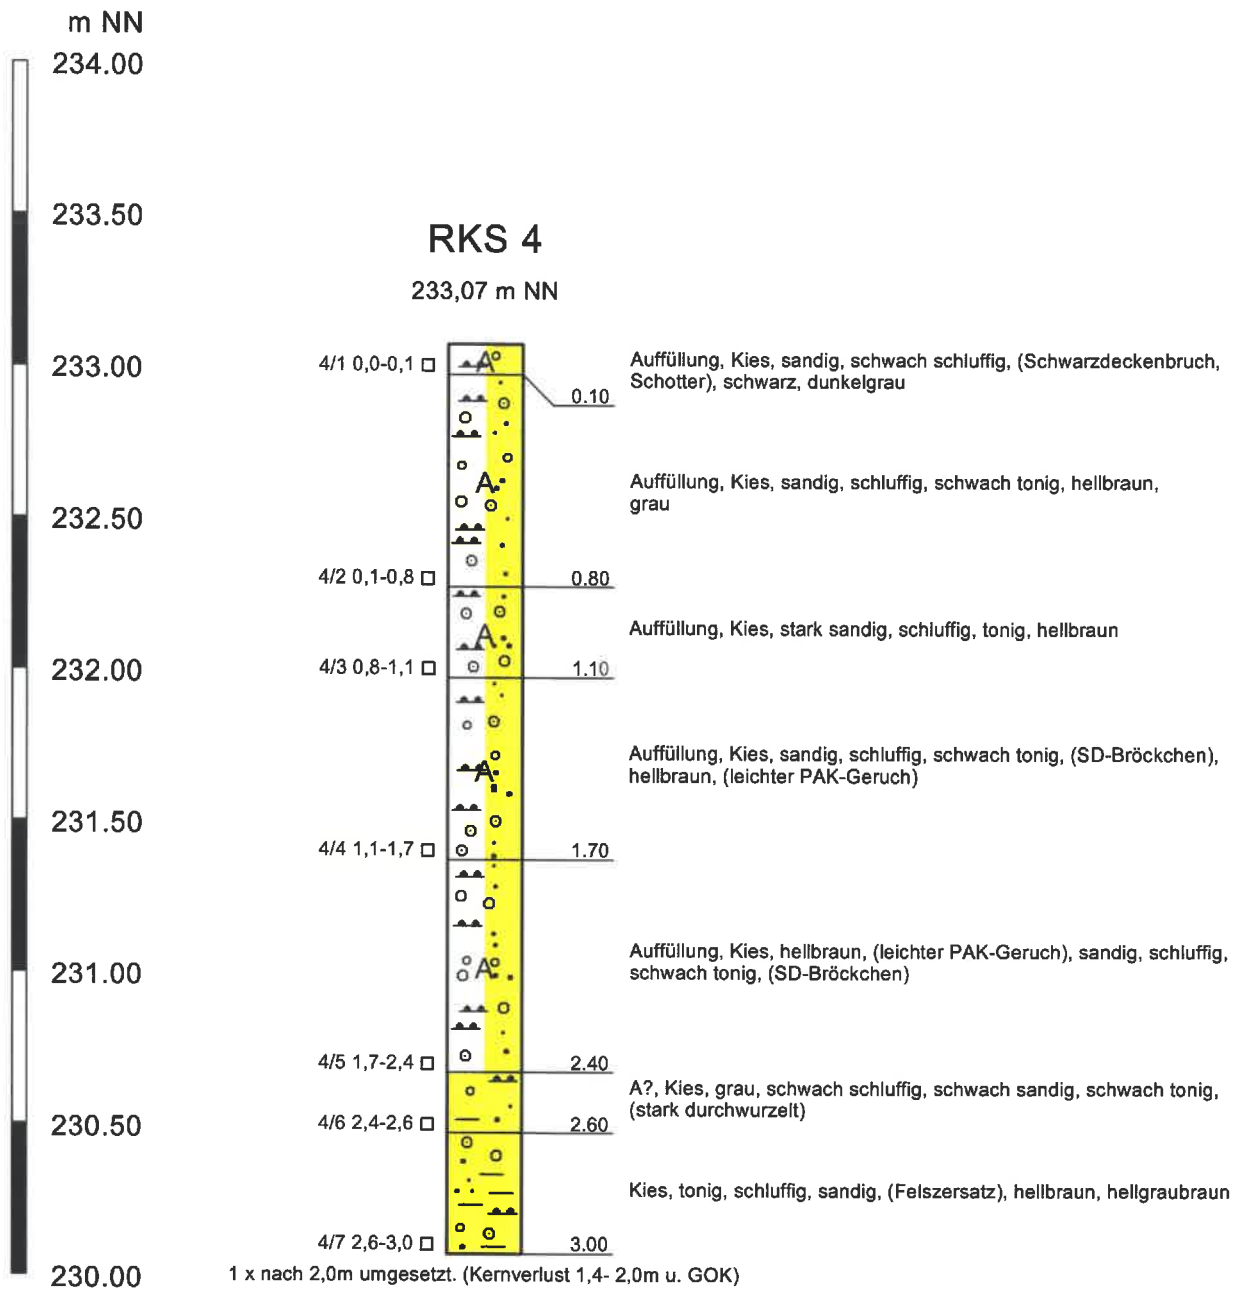 m NN
234.00
233.50
RKS 4
233,07 m NN
233.00
4/1 0,0-0,1
A
Auffüllung, Kies, sandig, schwach schluffig, (Schwarzdeckenbruch,
Schotter), schwarz, dunkelgrau
0.10
A
Auffüllung, Kies, sandig, schluffig, schwach tonig, hellbraun,
grau
232.50
4/2 0,1-0,8
0.80
A
Auffüllung, Kies, stark sandig, schluffig, tonig, hellbraun
232.00
4/3 0,8-1,1
1.10
A
Auffüllung, Kies, sandig, schluffig, schwach tonig, (SD-Bröckchen),
hellbraun, (leichter PAK-Geruch)
231.50
4/4 1,1-1,7
1.70
A
Auffüllung, Kies, hellbraun, (leichter PAK-Geruch), sandig, schluffig,
schwach tonig, (SD-Bröckchen)
231.00
4/5 1,7-2,4
2.40
A?, Kies, grau, schwach schluffig, schwach sandig, schwach tonig,
(stark durchwurzelt)
230.50
4/6 2,4-2,6
2.60
Kies, tonig, schluffig, sandig, (Felszersatz), hellbraun, hellgraubraun
4/7 2,6-3,0
3.00
230.00
1 x nach 2,0m umgesetzt. (Kernverlust 1,4- 2,0m u. GOK)